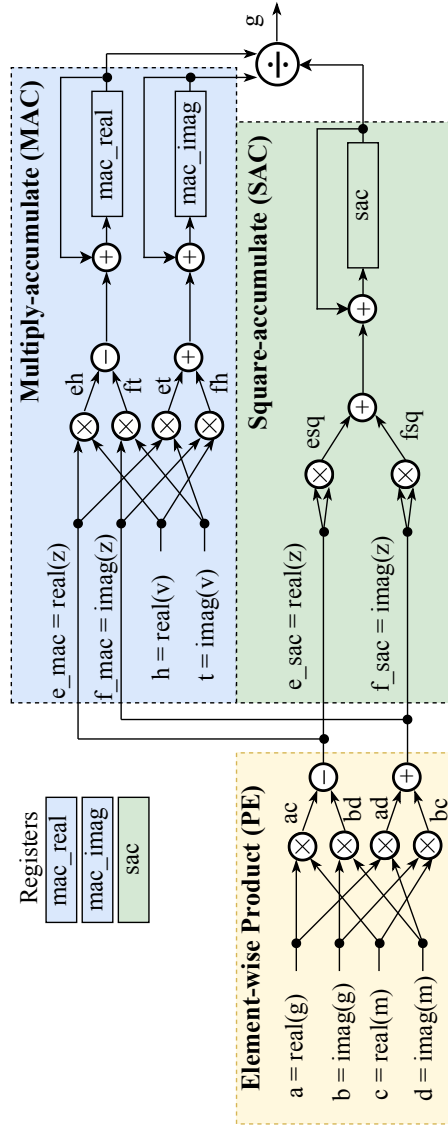 Registers
mac_real
mac_imag
sac
Element-wise Product (PE)
a = real(g)
b = imag(g)
c = real(m)
d = imag(m)
×
×
×
×
ac
bd
ad
bc
−
+
Multiply-accumulate (MAC)
e_mac = real(z)
f_mac = imag(z)
h = real(v)
t = imag(v)
×
×
×
×
eh
ft
et
fh
−
+
+
+
mac_real
mac_imag
Square-accumulate (SAC)
e_sac = real(z)
f_sac = imag(z)
×
×
esq
fsq
+
+
sac
÷
g